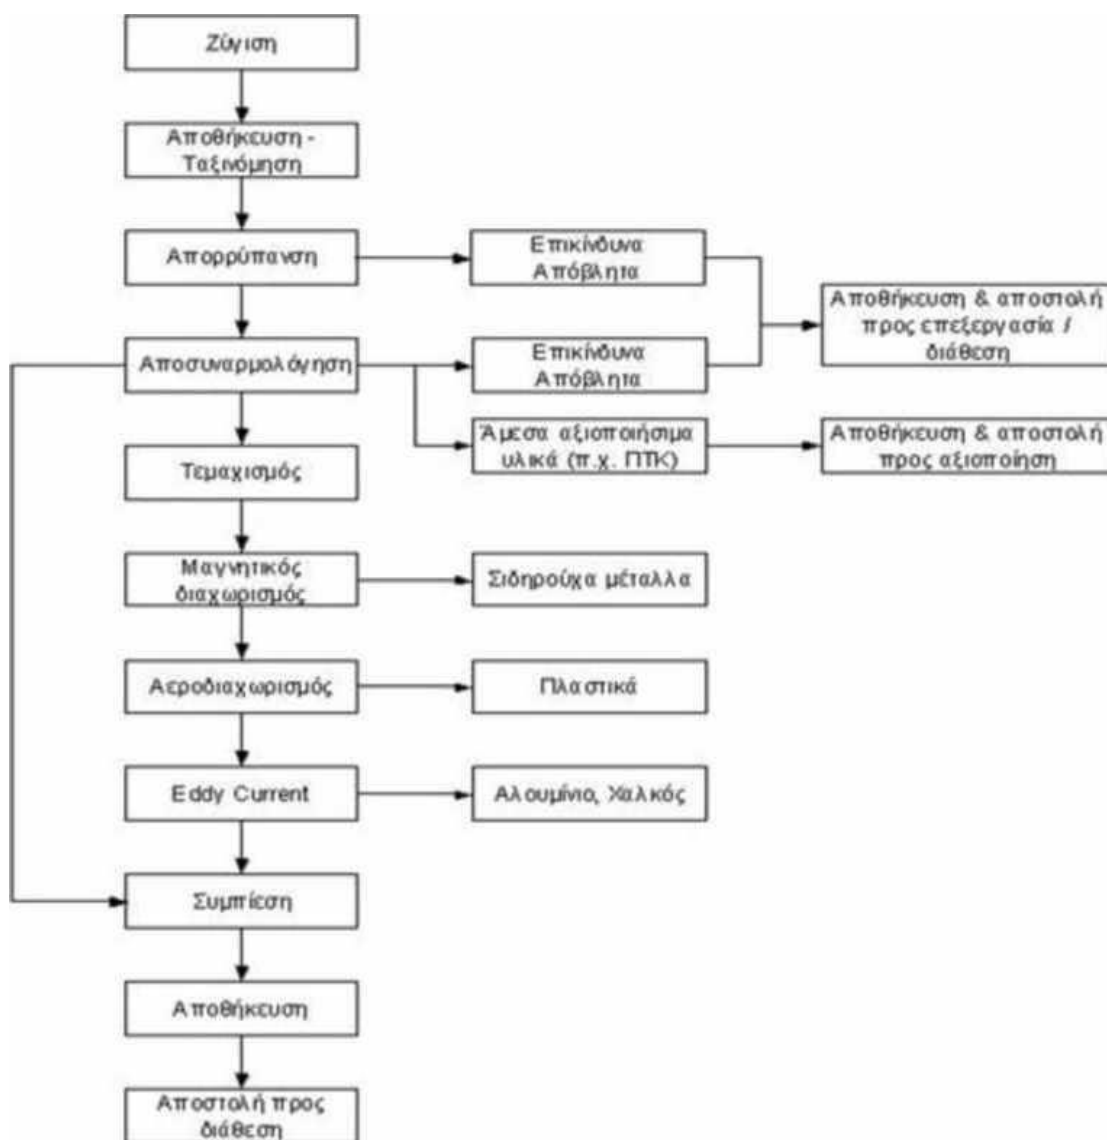 Ζύγιση
Αποθήκευση -
Ταξινόμηση
Απορρύπανση
Επικίνδυνα
Απόβλητα
Αποθήκευση & αποστολή
προς επεξεργασία /
διάθεση
Αποσυναρμολόγηση
Επικίνδυνα
Απόβλητα
Άμεσα αξιοποιήσιμα
υλικά (π.χ. ΠΤΚ)
Αποθήκευση & αποστολή
προς αξιοποίηση
Τεμαχισμός
Μαγνητικός
διαχωρισμός
Σιδηρούχα μέταλλα
Αεροδιαχωρισμός
Πλαστικά
Eddy Current
Αλουμίνιο, Χαλκός
Συμπίεση
Αποθήκευση
Αποστολή προς
διάθεση